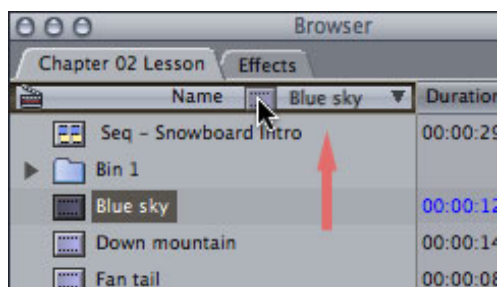 Browser
Chapter 02 Lesson Effects
Name Blue sky Duration
Seq - Snowboard Intro 00:00:29
Bin 1
Blue sky 00:00:12
Down mountain 00:00:14
Fan tail 00:00:08